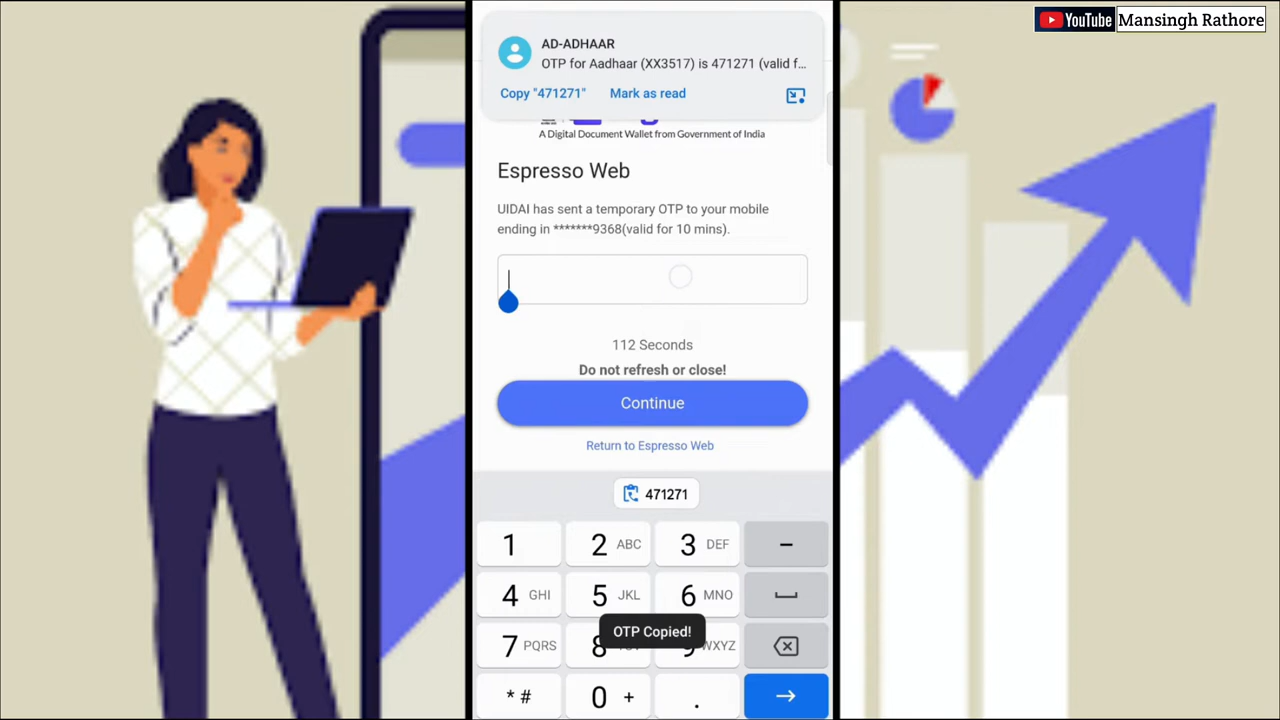 YouTube Mansingh Rathore
AD-ADHAAR
OTP for Aadhaar (XX3517) is 471271 (valid f...
Copy "471271" Mark as read
A Digital Document Wallet from Government of India
Espresso Web
UIDAI has sent a temporary OTP to your mobile
ending in *******9368(valid for 10 mins).
112 Seconds
Do not refresh or close!
Continue
Return to Espresso Web
471271
1 2 ABC 3 DEF –
4 GHI 5 JKL 6 MNO
OTP Copied!
7 PQRS 8 9 WXYZ
* # 0 + .